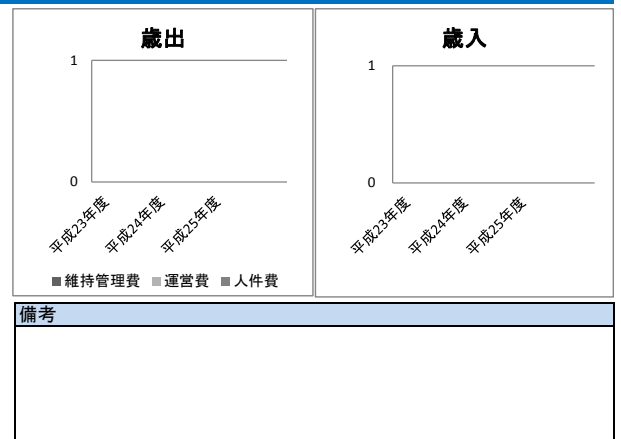 歳出
1
0
平成23年度
平成24年度
平成25年度
■維持管理費 ■運営費 ■人件費
歳入
1
0
平成23年度
平成24年度
平成25年度
備考